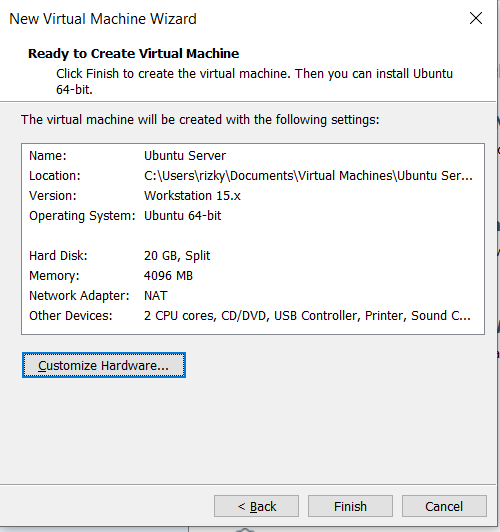 New Virtual Machine Wizard
Ready to Create Virtual Machine
Click Finish to create the virtual machine. Then you can install Ubuntu
64-bit.
The virtual machine will be created with the following settings:
Name: Ubuntu Server
Location: C:\Users\rizky\Documents\Virtual Machines\Ubuntu Ser...
Version: Workstation 15.x
Operating System: Ubuntu 64-bit
Hard Disk: 20 GB, Split
Memory: 4096 MB
Network Adapter: NAT
Other Devices: 2 CPU cores, CD/DVD, USB Controller, Printer, Sound C...
Customize Hardware...
< Back Finish Cancel